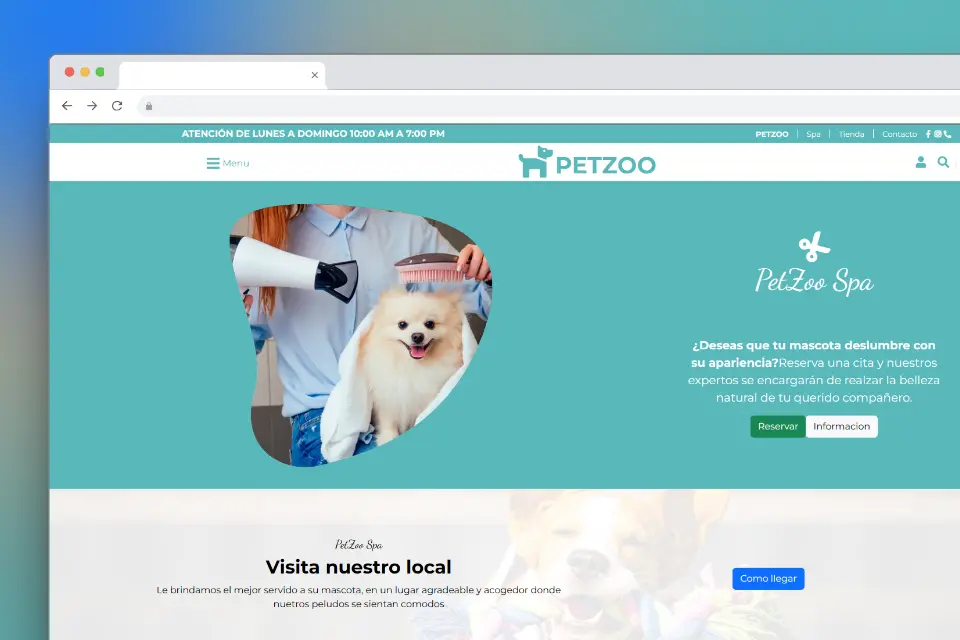 ATENCIÓN DE LUNES A DOMINGO 10:00 AM A 7:00 PM
PETZOO | Spa | Tienda | Contacto
Menu
PETZOO
PetZoo Spa
¿Deseas que tu mascota deslumbre con
su apariencia?Reserva una cita y nuestros
expertos se encargarán de realzar la belleza
natural de tu querido compañero.
Reservar Informacion
PetZoo Spa
Visita nuestro local
Le brindamos el mejor servido a su mascota, en un lugar agradeable y acogedor donde
nuetros peludos se sientan comodos.
Como llegar